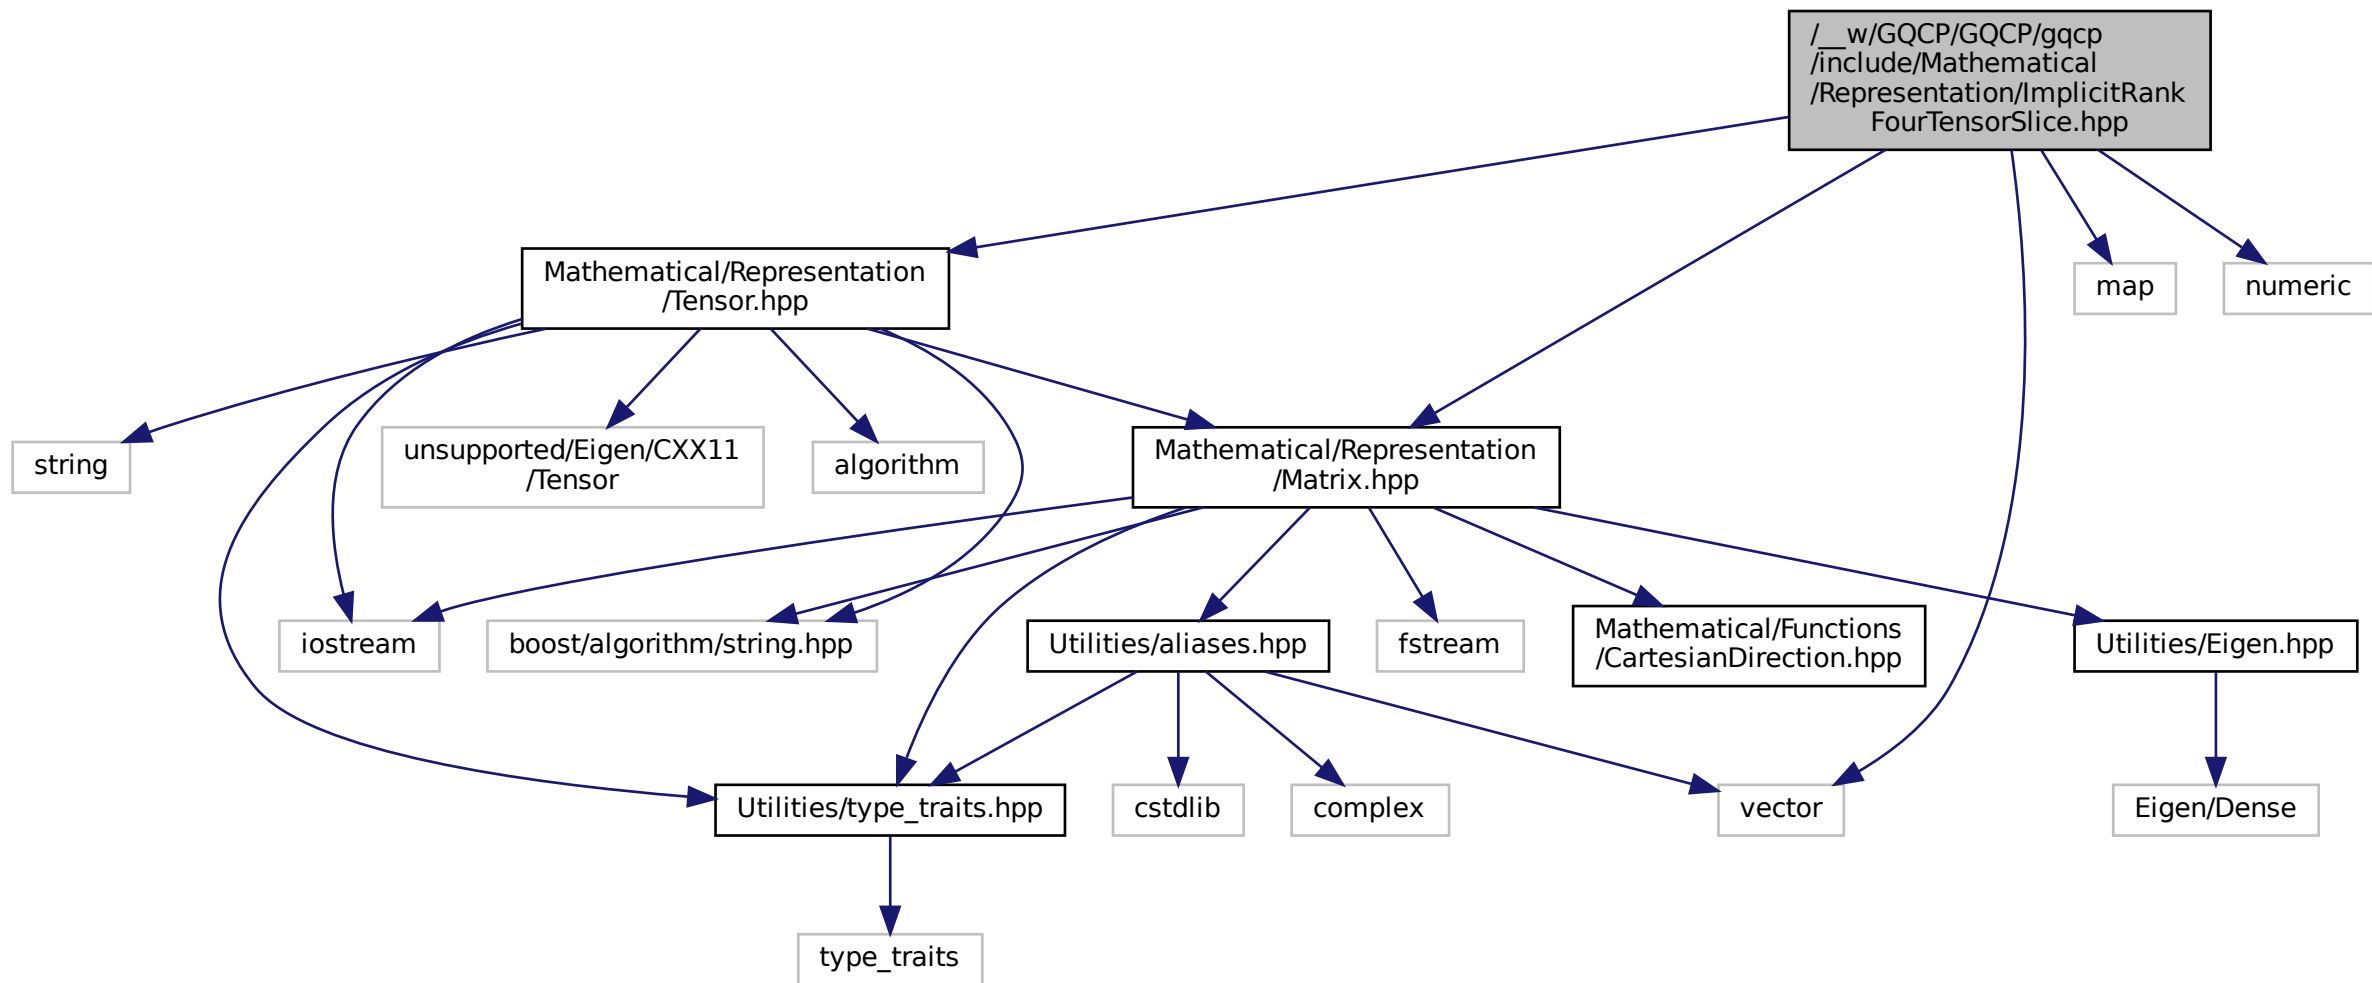 /__w/GQCP/GQCP/gqcp
/include/Mathematical
/Representation/ImplicitRank
FourTensorSlice.hpp
Mathematical/Representation
/Tensor.hpp
map
numeric
string
unsupported/Eigen/CXX11
/Tensor
algorithm
Mathematical/Representation
/Matrix.hpp
iostream
boost/algorithm/string.hpp
Utilities/aliases.hpp
fstream
Mathematical/Functions
/CartesianDirection.hpp
Utilities/Eigen.hpp
Utilities/type_traits.hpp
cstdlib
complex
vector
Eigen/Dense
type_traits